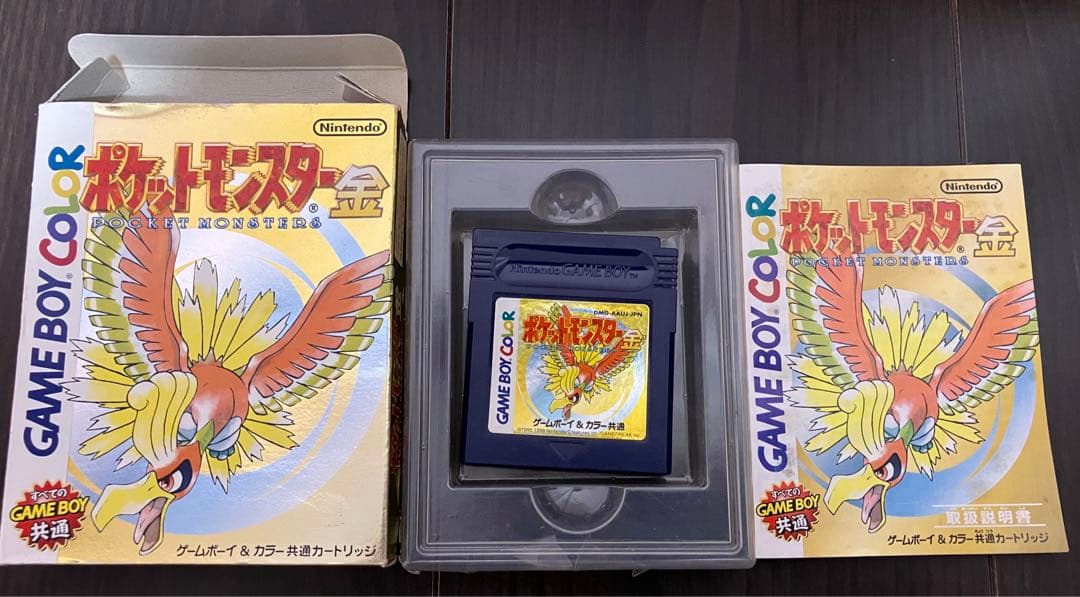 Nintendo
GAME BOY COLOR
ポケットモンスター金
POCKET MONSTERS
すべての
GAME BOY
共通
ゲームボーイ & カラー共通カートリッジ
Nintendo GAME BOY TM
DMG-AAUJ-JPN
GAME BOY COLOR
ポケットモンスター金
POCKET MONSTERS
ゲームボーイ & カラー共通
Nintendo
GAME BOY COLOR
ポケットモンスター金
POCKET MONSTERS
すべての
GAME BOY
共通
取扱説明書
ゲームボーイ & カラー共通カートリッジ